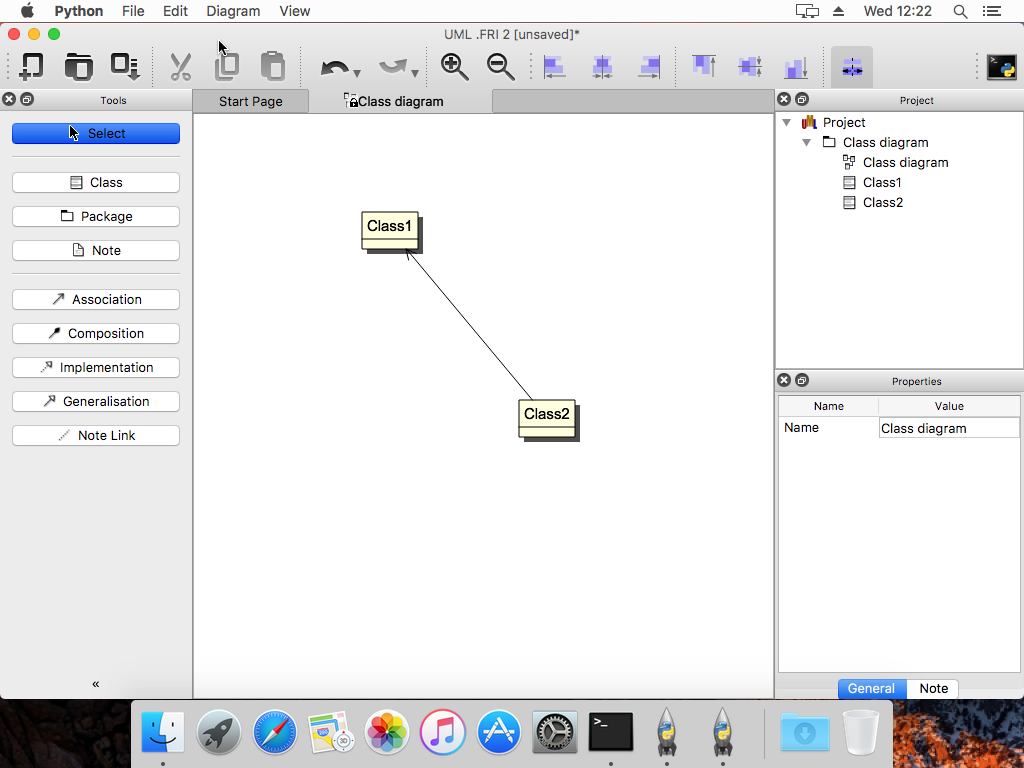 Python File Edit Diagram View Wed 12:22
UML .FRI 2 [unsaved]*
Tools
Start Page
Class diagram
Project
Select
Class
Package
Note
Association
Composition
Implementation
Generalisation
Note Link
«
Class1
Class2
Project
Class diagram
Class diagram
Class1
Class2
Properties
Name Value
Name Class diagram
General Note
>_
3D